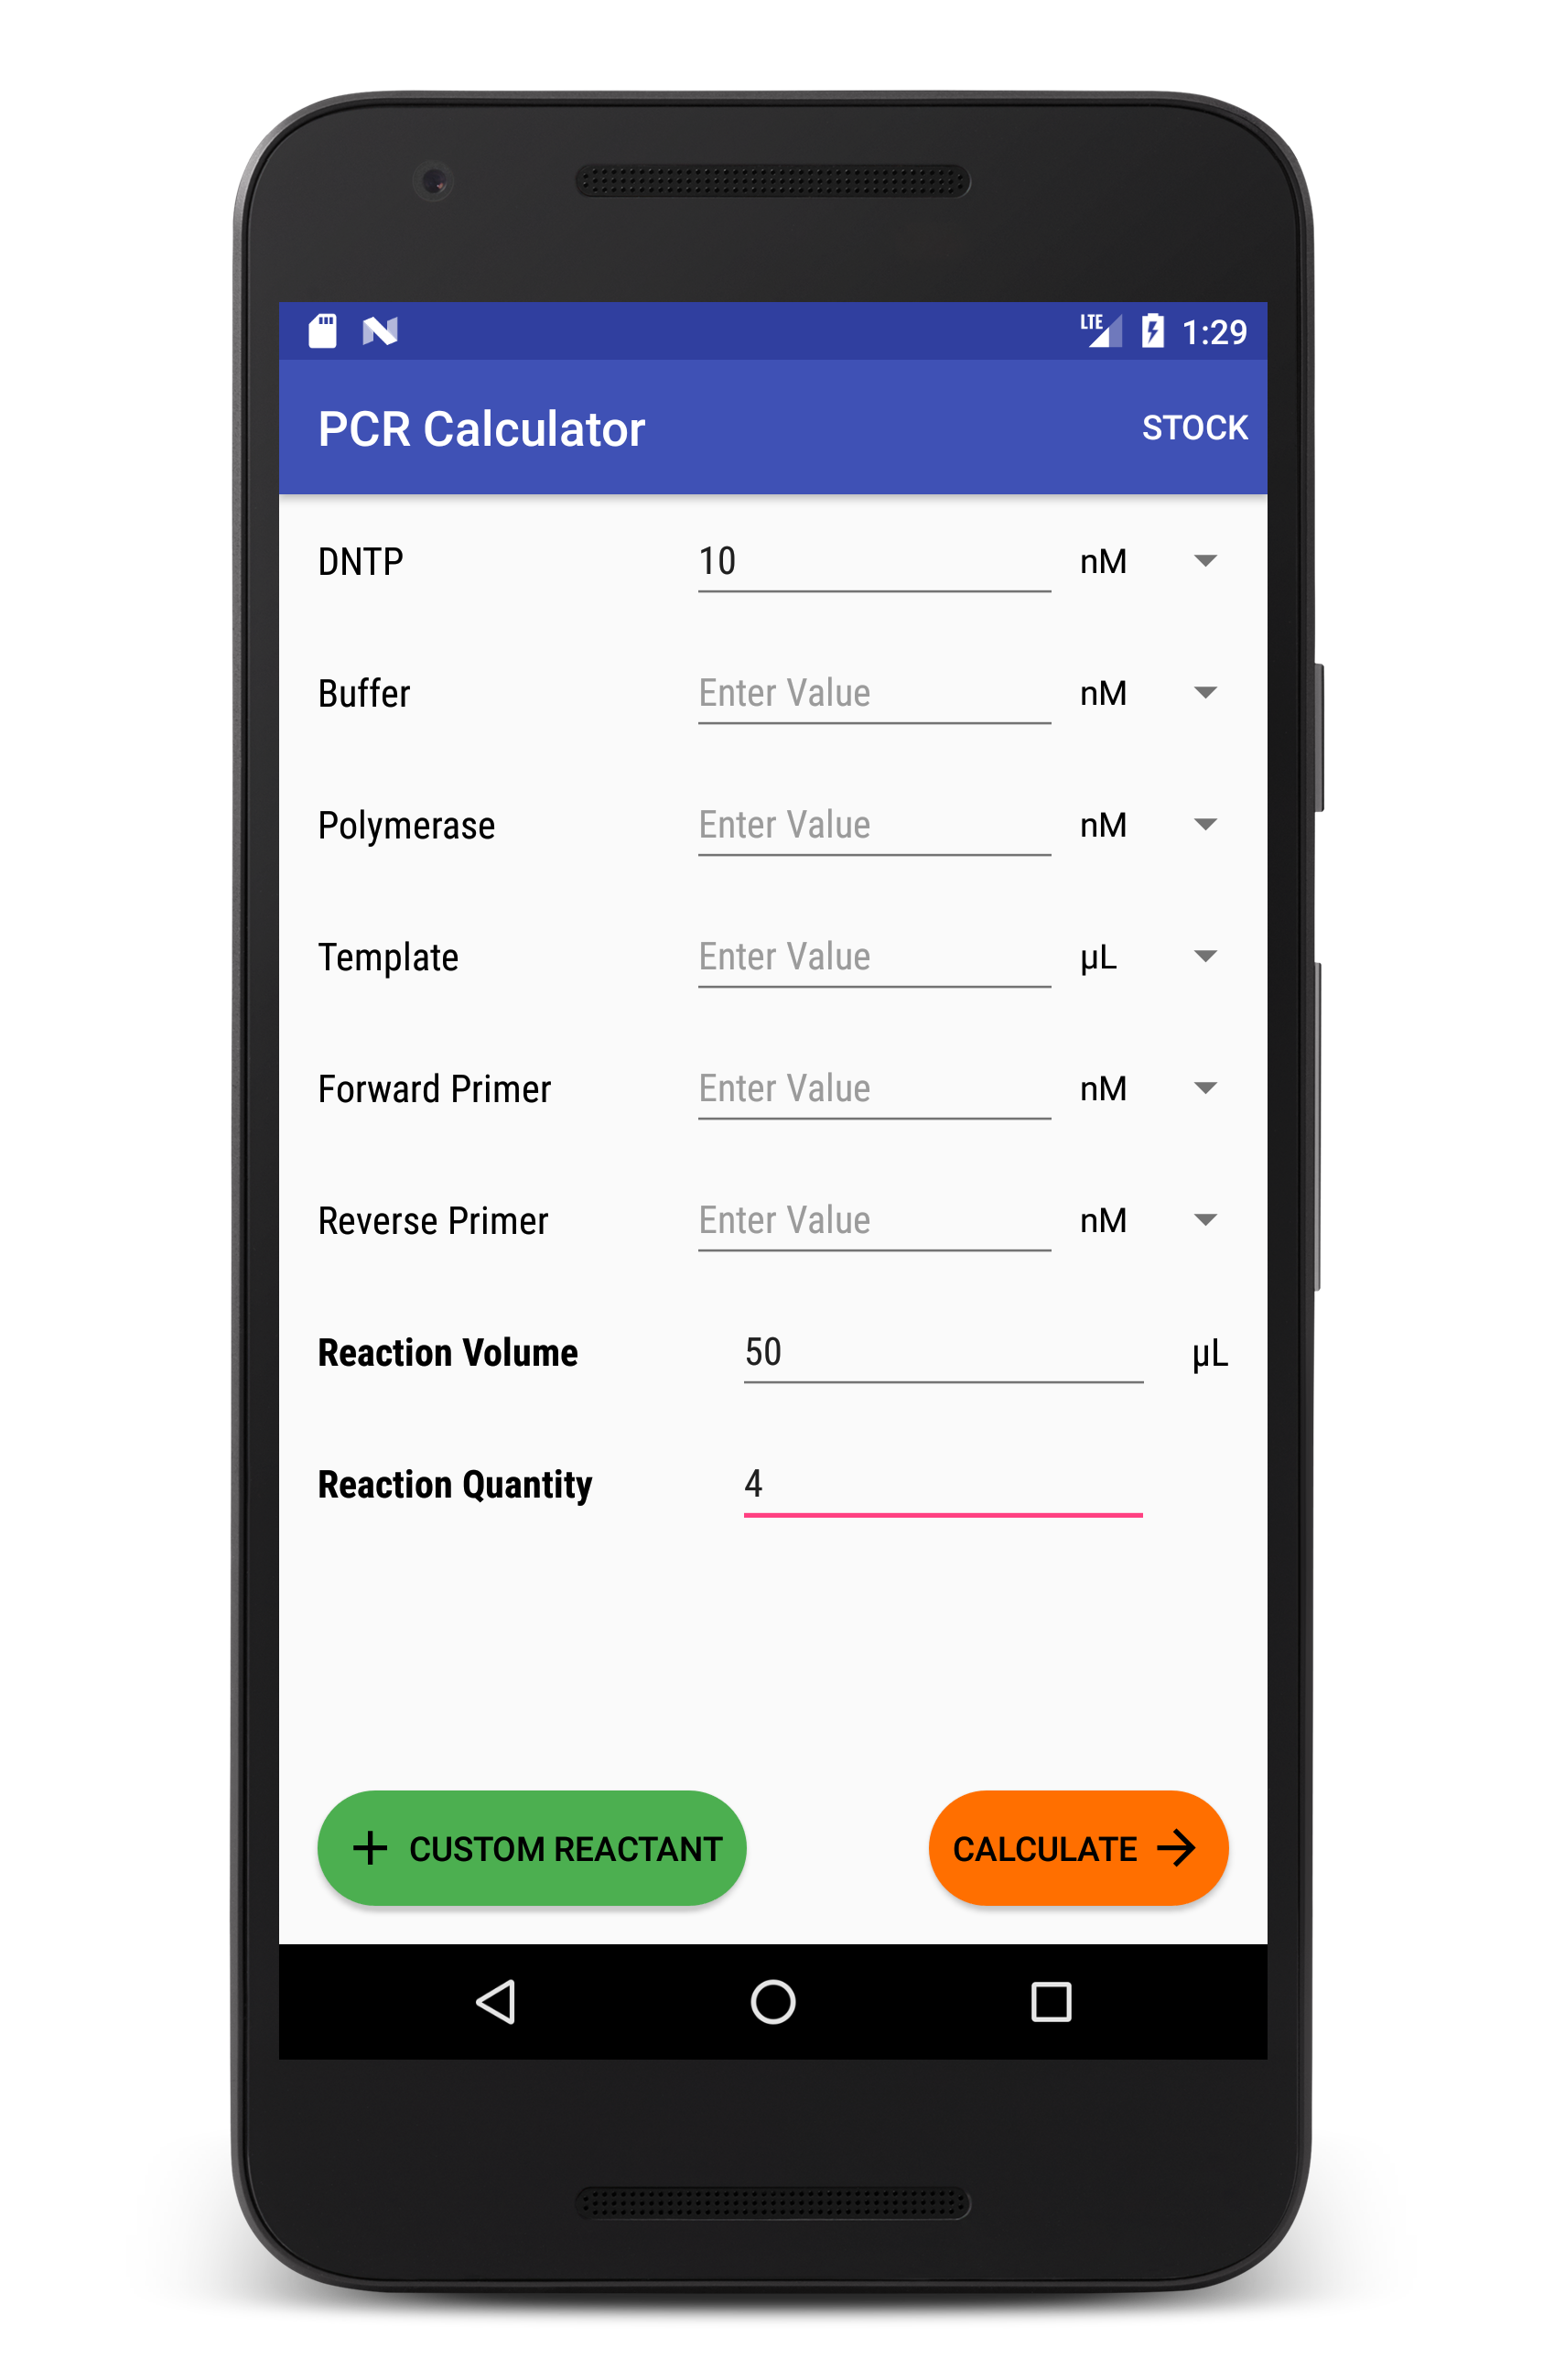 LTE 1:29
PCR Calculator STOCK
DNTP 10 nM
Buffer Enter Value nM
Polymerase Enter Value nM
Template Enter Value µL
Forward Primer Enter Value nM
Reverse Primer Enter Value nM
Reaction Volume 50 µL
Reaction Quantity 4
CUSTOM REACTANT CALCULATE